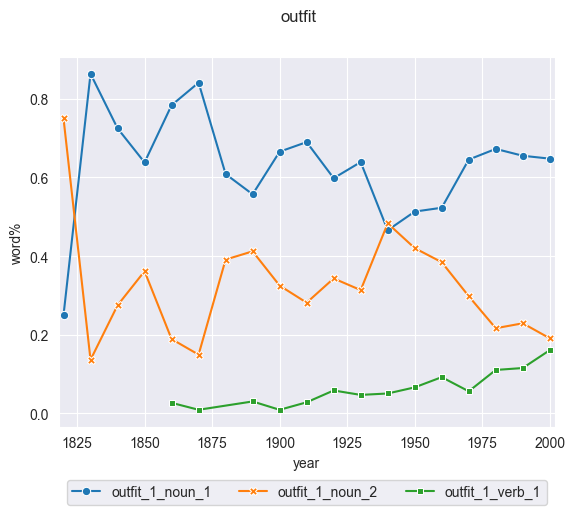 outfit
0.8
0.6
0.4
0.2
0.0
word%
1825 1850 1875 1900 1925 1950 1975 2000
year
outfit_1_noun_1 outfit_1_noun_2 outfit_1_verb_1